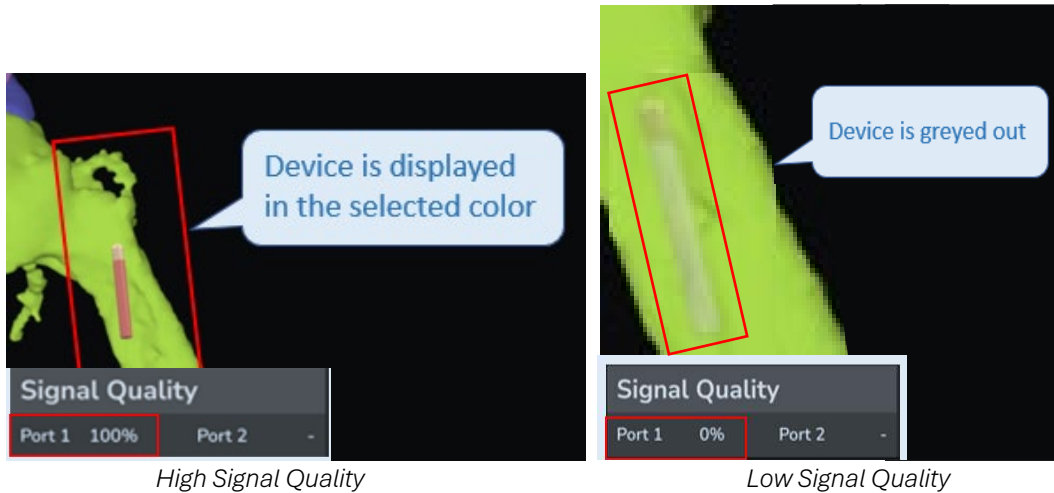 Device is displayed
in the selected color
Signal Quality
Port 1 100% Port 2 -
High Signal Quality
Device is greyed out
Signal Quality
Port 1 0% Port 2 -
Low Signal Quality